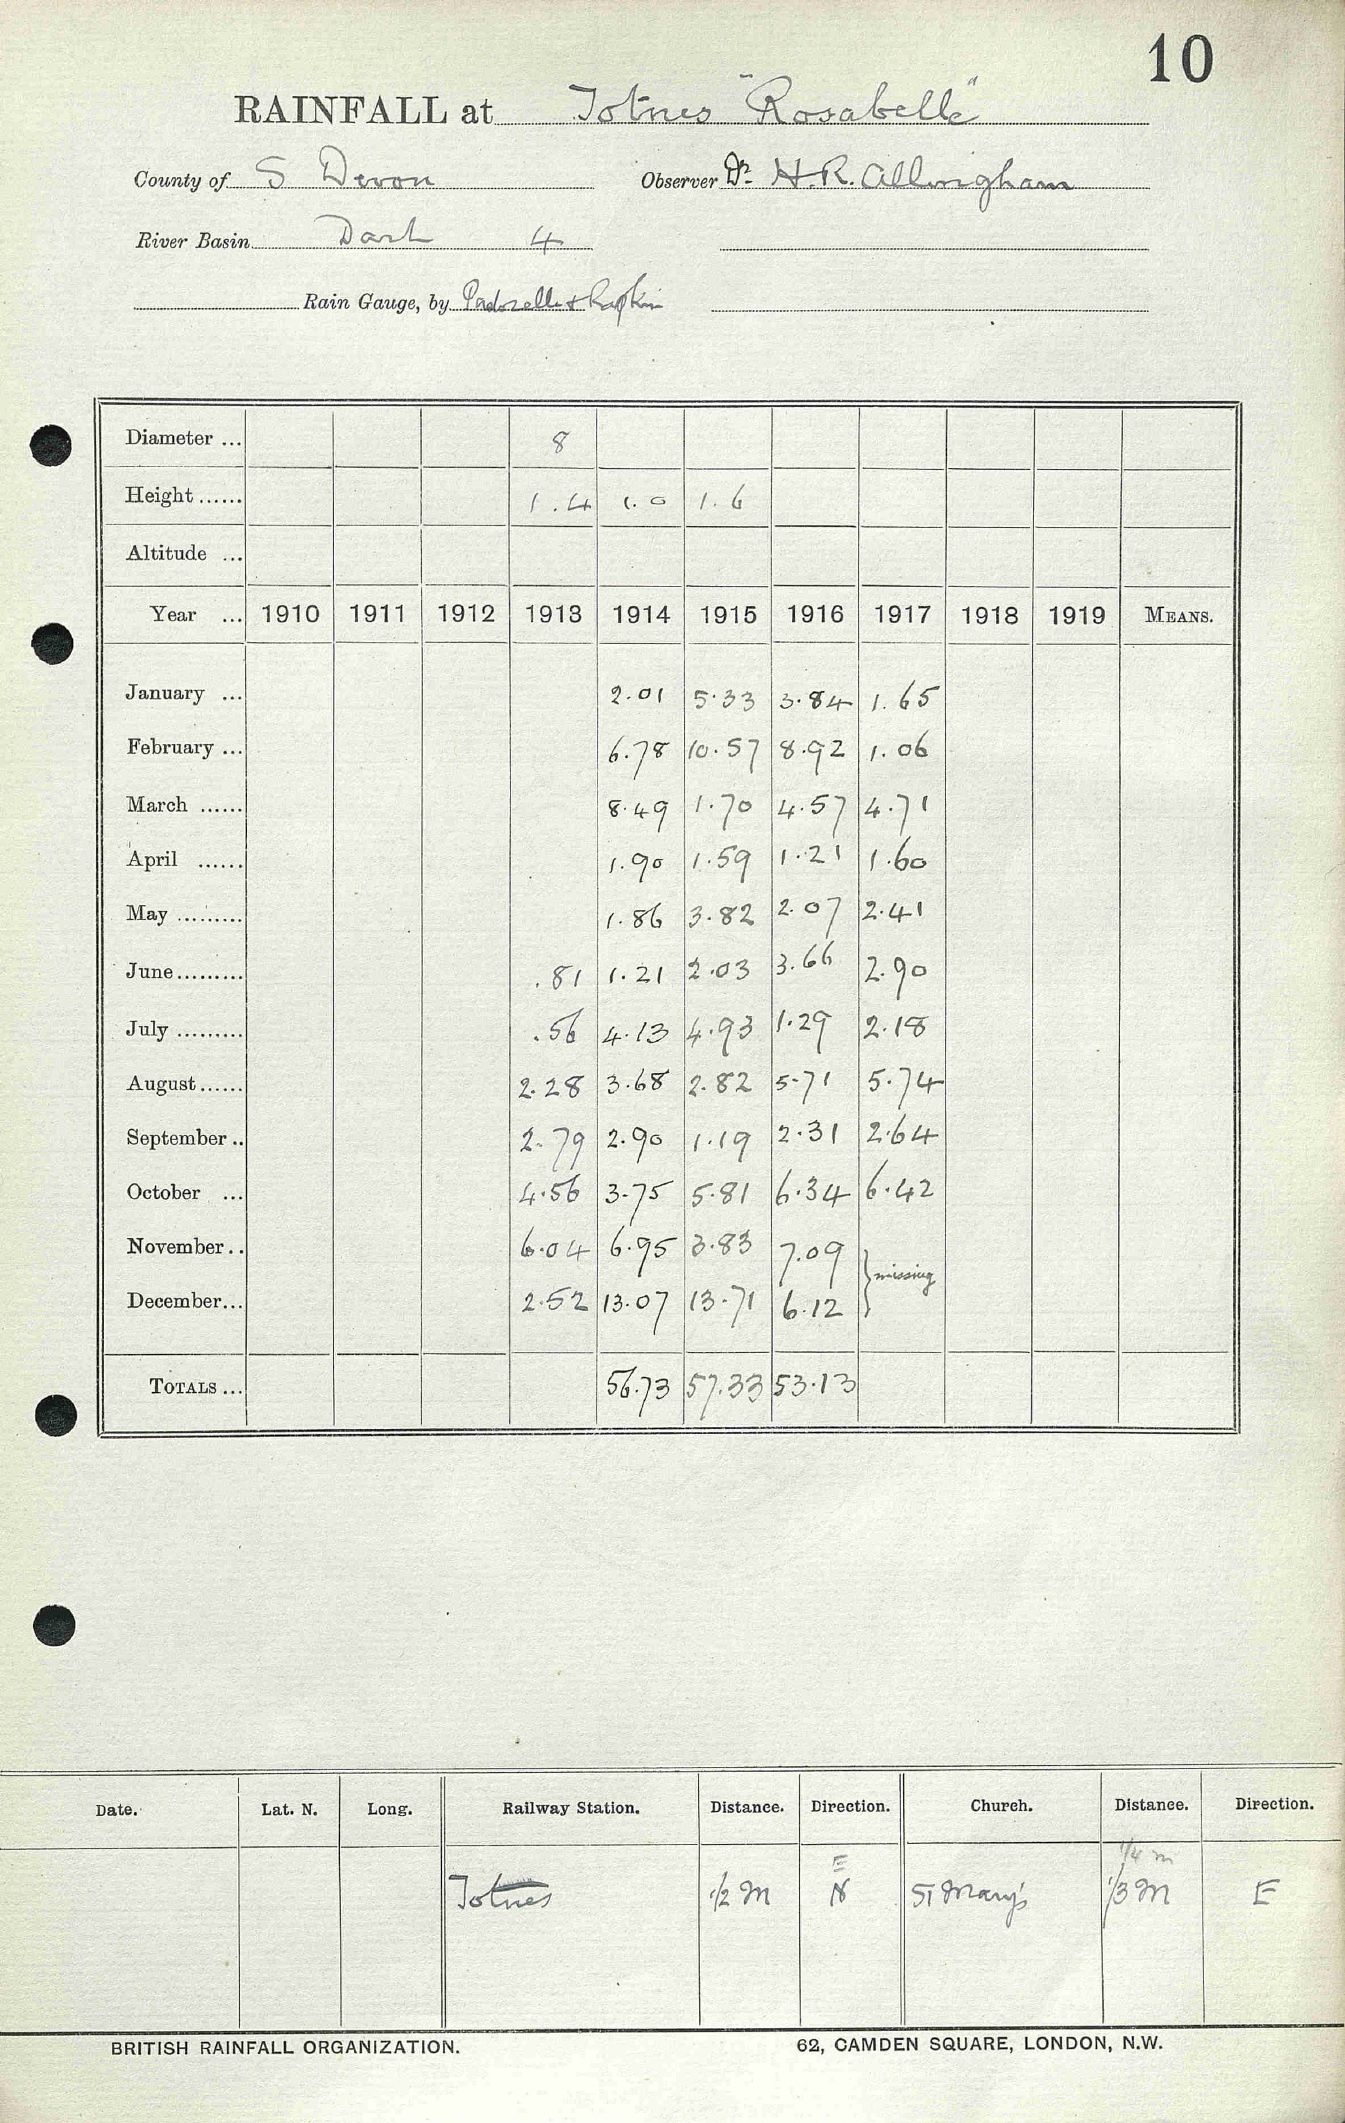 10
RAINFALL at Totnes "Rosabelle"
County of S Devon Observer Dr H.R. Allingham
River Basin Dart 4
Rain Gauge, by Padozelli &
Diameter ... 8
Height ...... 1.4 1.0 1.6
Altitude ...
Year ... 1910 1911 1912 1913 1914 1915 1916 1917 1918 1919 MEANS.
January ... 2.01 5.33 3.84 1.65
February ... 6.78 10.57 8.92 1.06
March ...... 8.49 1.70 4.57 4.71
April ...... 1.90 1.59 1.21 1.60
May ......... 1.86 3.82 2.07 2.41
June ......... .81 1.21 2.03 3.66 2.90
July ......... .56 4.13 4.93 1.29 2.18
August ...... 2.28 3.68 2.82 5.71 5.74
September .. 2.79 2.90 1.19 2.31 2.64
October ... 4.56 3.75 5.81 6.34 6.42
November .. 6.04 6.95 3.83 7.09 } missing
December ... 2.52 13.07 13.71 6.12
TOTALS ... 56.73 57.33 53.13
Date. Lat. N. Long. Railway Station. Distance. Direction. Church. Distance. Direction.
E 1/4 m
Totnes 1/2 M N St Mary's 1/3 M E
BRITISH RAINFALL ORGANIZATION. 62, CAMDEN SQUARE, LONDON, N.W.